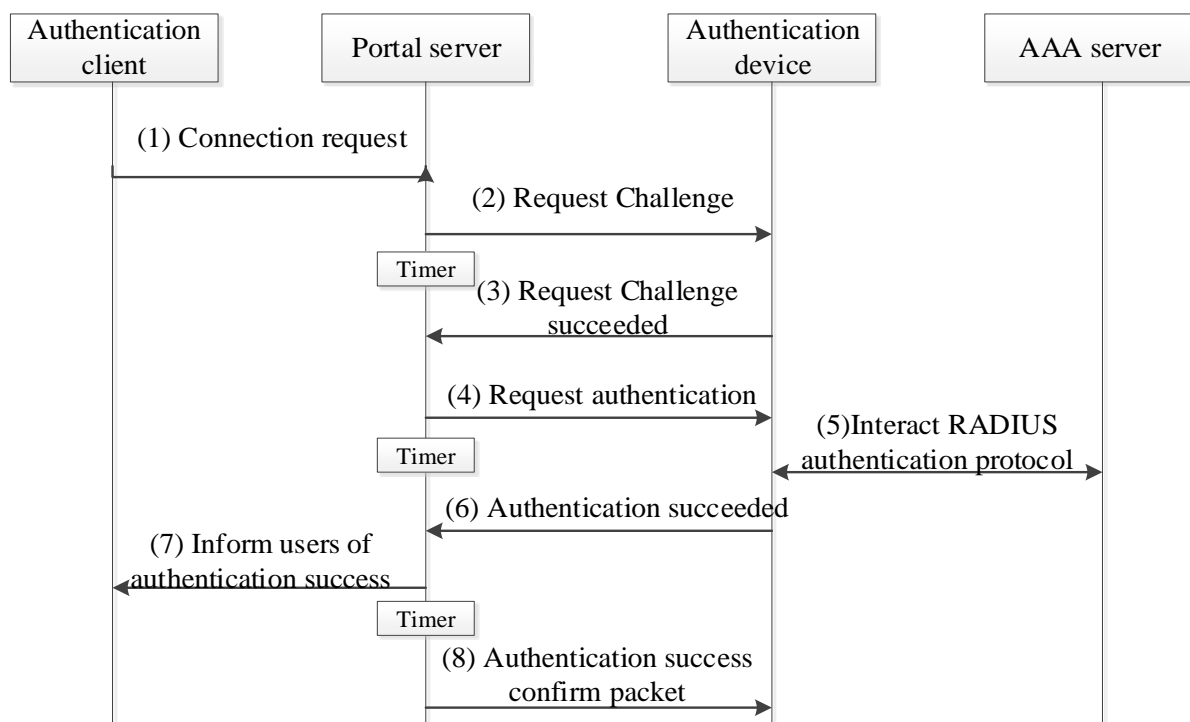 Authentication
client
Portal server
Authentication
device
AAA server
(1) Connection request
(2) Request Challenge
Timer
(3) Request Challenge
succeeded
(4) Request authentication
(5)Interact RADIUS
authentication protocol
Timer
(6) Authentication succeeded
(7) Inform users of
authentication success
Timer
(8) Authentication success
confirm packet